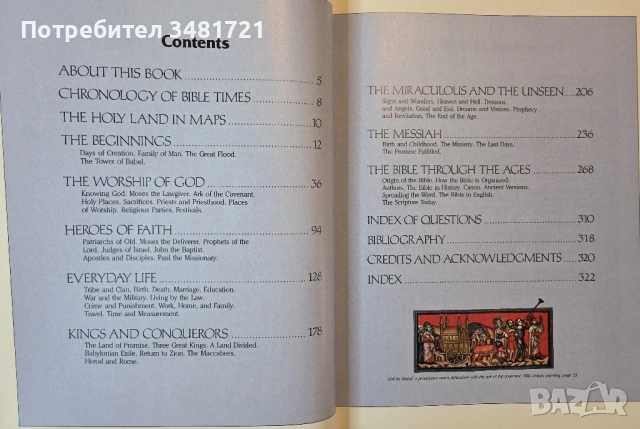 Потребител 3481721
Contents
ABOUT THIS BOOK 5
CHRONOLOGY OF BIBLE TIMES 8
THE HOLY LAND IN MAPS 10
THE BEGINNINGS 12
Days of Creation. Family of Man. The Great Flood.
The Tower of Babel.
THE WORSHIP OF GOD 36
Knowing God. Moses the Lawgiver. Ark of the Covenant.
Holy Places. Sacrifices. Priests and Priesthood. Places
of Worship. Religious Parties. Festivals.
HEROES OF FAITH 94
Patriarchs of Old. Moses the Deliverer. Prophets of the
Lord. Judges of Israel. John the Baptist.
Apostles and Disciples. Paul the Missionary.
EVERYDAY LIFE 128
Tribe and Clan. Birth. Death. Marriage. Education.
War and the Military. Living by the Law.
Crime and Punishment. Work, Home, and Family.
Travel. Time and Measurement.
KINGS AND CONQUERORS 178
The Land of Promise. Three Great Kings. A Land Divided.
Babylonian Exile. Return to Zion. The Maccabees.
Herod and Rome.
THE MIRACULOUS AND THE UNSEEN 206
Signs and Wonders. Heaven and Hell. Demons
and Angels. Good and Evil. Dreams and Visions. Prophecy
and Revelation. The End of the Age.
THE MESSIAH 236
Birth and Childhood. The Ministry. The Last Days.
The Promise Fulfilled.
THE BIBLE THROUGH THE AGES 268
Origin of the Bible. How the Bible is Organized.
Authors. The Bible in History. Canon. Ancient Versions.
Spreading the Word. The Bible in English.
The Scripture Today.
INDEX OF QUESTIONS 310
BIBLIOGRAPHY 318
CREDITS AND ACKNOWLEDGMENTS 320
INDEX 322
BAZAR